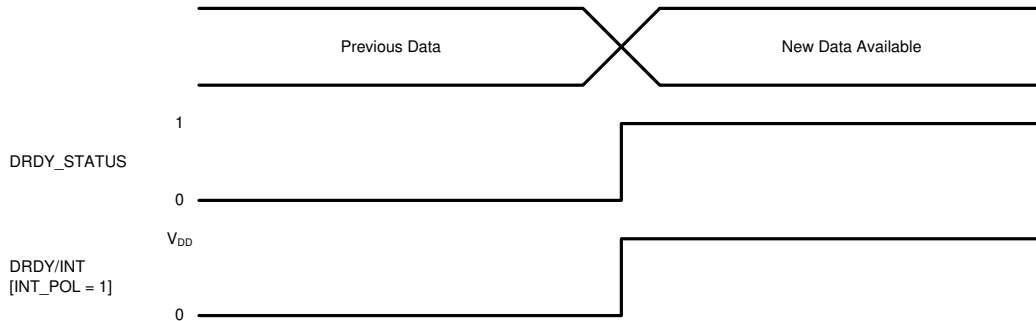 Previous Data
New Data Available
1
DRDY_STATUS
0
VDD
DRDY/INT
[INT_POL = 1]
0